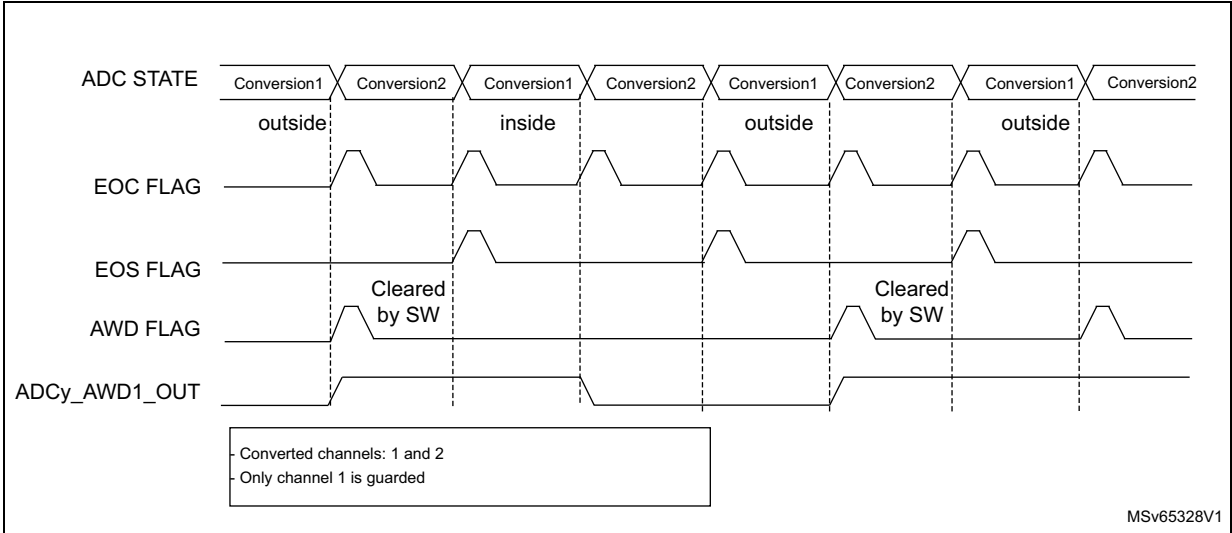 ADC STATE
Conversion1 Conversion2 Conversion1 Conversion2 Conversion1 Conversion2 Conversion1 Conversion2
outside inside outside outside
EOC FLAG
EOS FLAG
Cleared
by SW
Cleared
by SW
AWD FLAG
ADCy_AWD1_OUT
- Converted channels: 1 and 2
- Only channel 1 is guarded
MSv65328V1